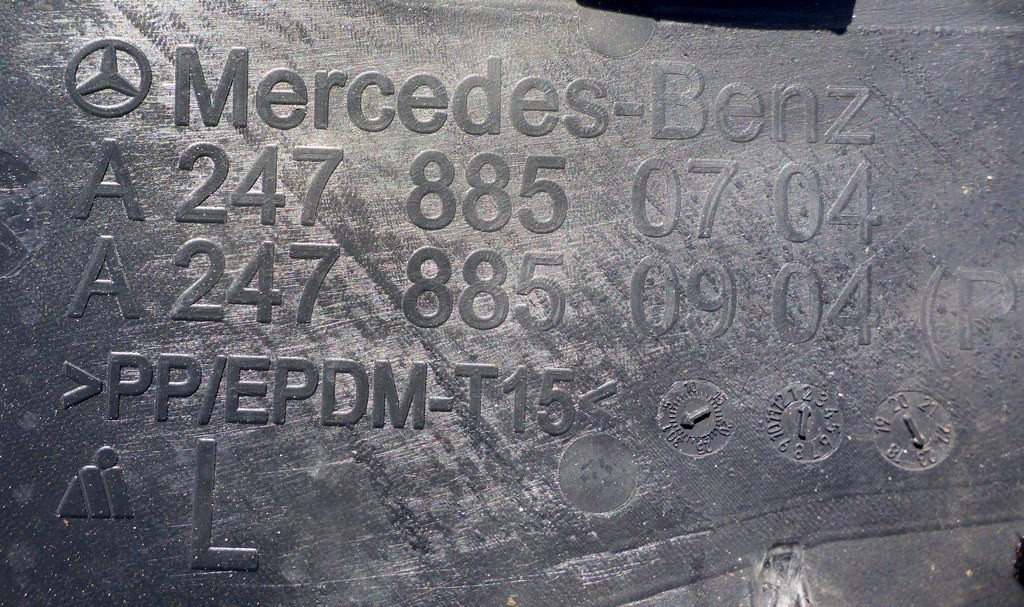 Mercedes-Benz
A 247 885 07 04
A 247 885 09 04 (P
>PP/EPDM-T15<
L